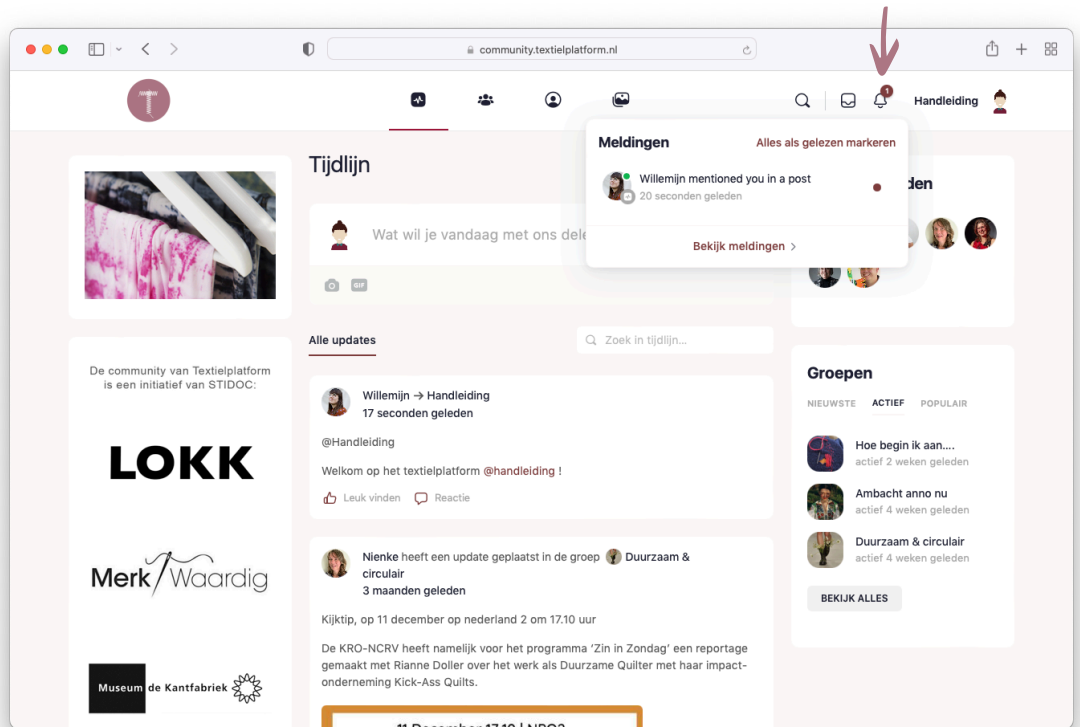 community.textielplatform.nl
T
1
Handleiding
Meldingen
Alles als gelezen markeren
Willemijn mentioned you in a post
20 seconden geleden
Bekijk meldingen
Tijdlijn
Wat wil je vandaag met ons dele
GIF
Alle updates
Zoek in tijdlijn...
De community van Textielplatform
is een initiatief van STIDOC:
LOKK
Merk Waardig
Museum de Kantfabriek
Willemijn → Handleiding
17 seconden geleden
@Handleiding
Welkom op het textielplatform @handleiding !
Leuk vinden
Reactie
Nienke heeft een update geplaatst in de groep Duurzaam &
circulair
3 maanden geleden
Kijktip, op 11 december op nederland 2 om 17.10 uur
De KRO-NCRV heeft namelijk voor het programma ‘Zin in Zondag’ een reportage
gemaakt met Rianne Doller over het werk als Duurzame Quilter met haar impact-
onderneming Kick-Ass Quilts.
11 December 17.10 | NPO2
den
Groepen
NIEUWSTE
ACTIEF
POPULAIR
Hoe begin ik aan....
actief 2 weken geleden
Ambacht anno nu
actief 4 weken geleden
Duurzaam & circulair
actief 4 weken geleden
BEKIJK ALLES